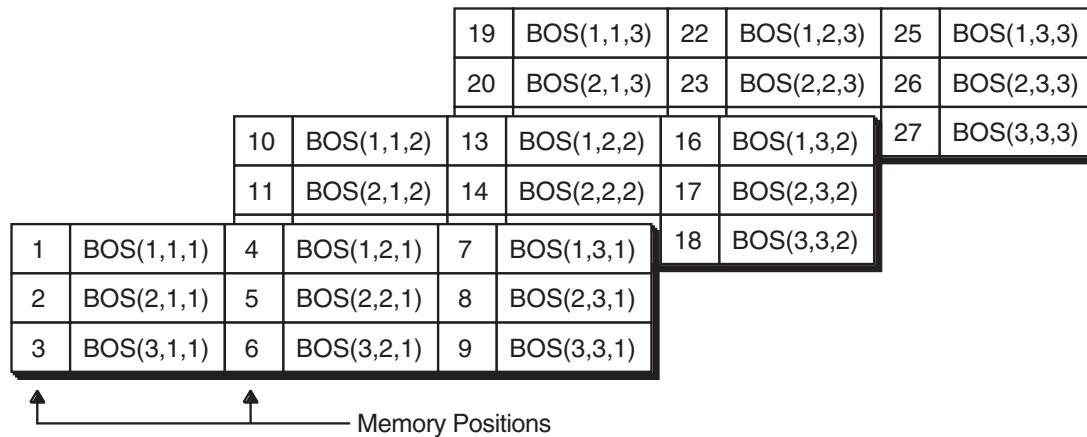 19 BOS(1,1,3) 22 BOS(1,2,3) 25 BOS(1,3,3)
20 BOS(2,1,3) 23 BOS(2,2,3) 26 BOS(2,3,3)
27 BOS(3,3,3)
10 BOS(1,1,2) 13 BOS(1,2,2) 16 BOS(1,3,2)
11 BOS(2,1,2) 14 BOS(2,2,2) 17 BOS(2,3,2)
18 BOS(3,3,2)
1 BOS(1,1,1) 4 BOS(1,2,1) 7 BOS(1,3,1)
2 BOS(2,1,1) 5 BOS(2,2,1) 8 BOS(2,3,1)
3 BOS(3,1,1) 6 BOS(3,2,1) 9 BOS(3,3,1)
Memory Positions